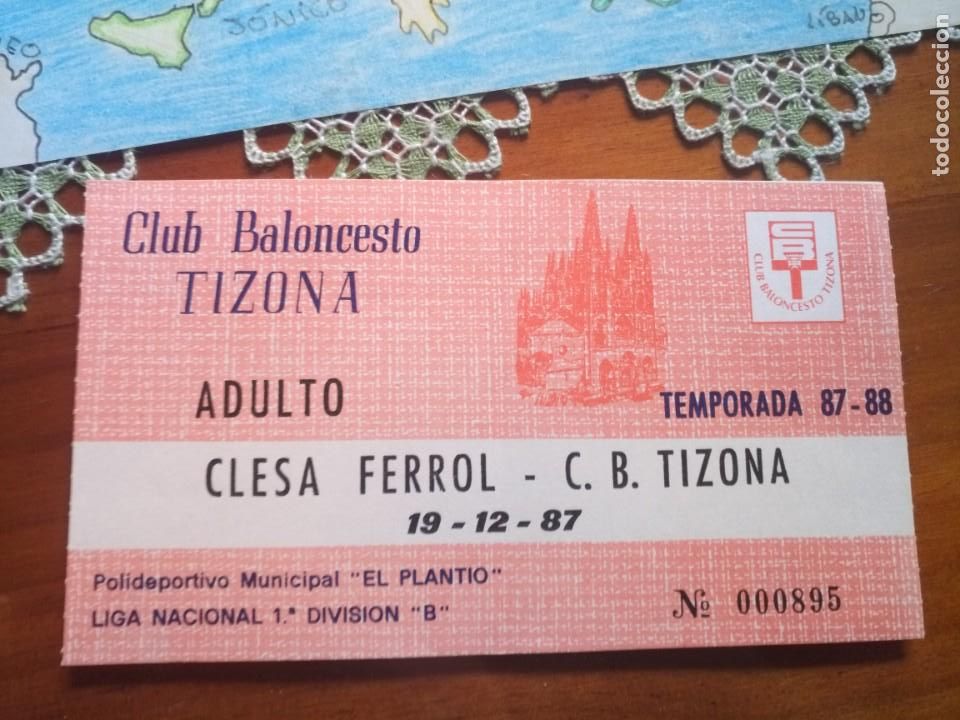 JÓNICO
LÍBANO
todocoleccion
Club Baloncesto
TIZONA
CBT
CLUB BALONCESTO TIZONA
ADULTO
TEMPORADA 87-88
CLESA FERROL - C. B. TIZONA
19-12-87
Polideportivo Municipal "EL PLANTIO"
LIGA NACIONAL 1.ª DIVISION "B"
Nº 000895